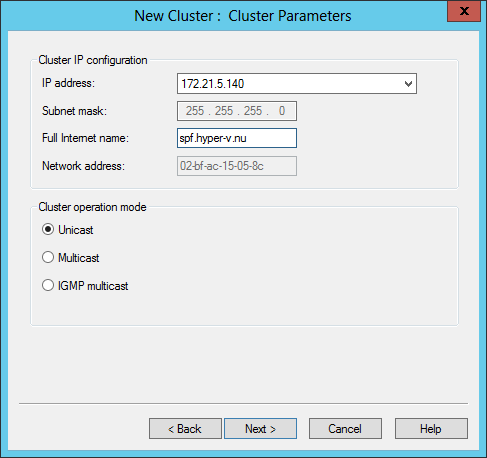 New Cluster : Cluster Parameters
x
Cluster IP configuration
IP address: 172.21.5.140
Subnet mask: 255 . 255 . 255 . 0
Full Internet name: spf.hyper-v.nu
Network address: 02-bf-ac-15-05-8c
Cluster operation mode
Unicast
Multicast
IGMP multicast
< Back Next > Cancel Help